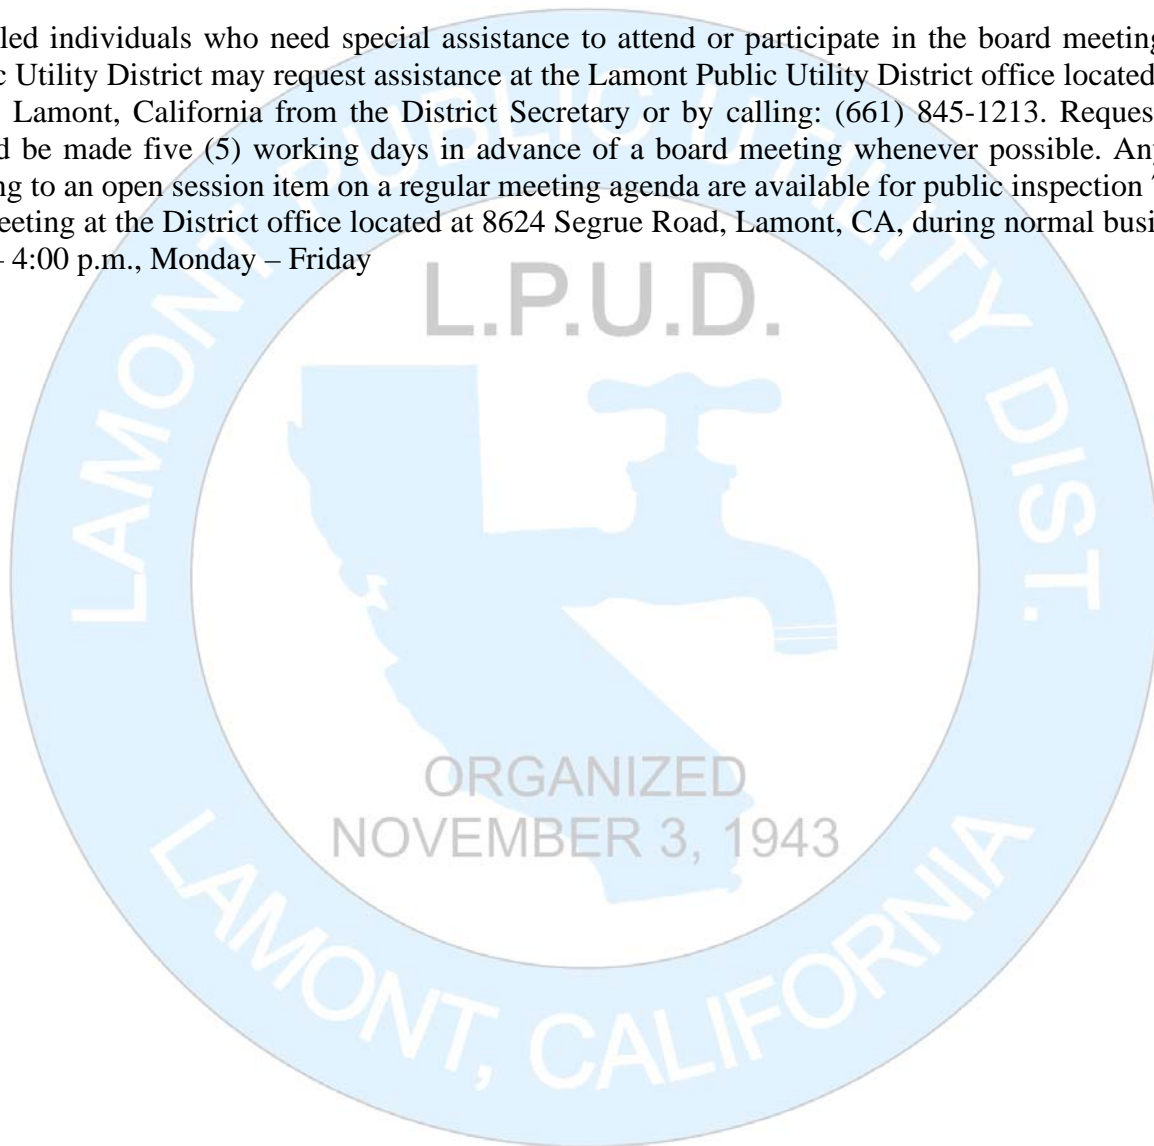 led individuals who need special assistance to attend or participate in the board meeting
c Utility District may request assistance at the Lamont Public Utility District office located
Lamont, California from the District Secretary or by calling: (661) 845-1213. Reques
d be made five (5) working days in advance of a board meeting whenever possible. Any
ng to an open session item on a regular meeting agenda are available for public inspection
eeting at the District office located at 8624 Segrue Road, Lamont, CA, during normal busi
– 4:00 p.m., Monday – Friday
LAMONT PUBLIC UTILITY DIST.
L.P.U.D.
ORGANIZED
NOVEMBER 3, 1943
LAMONT, CALIFORNIA